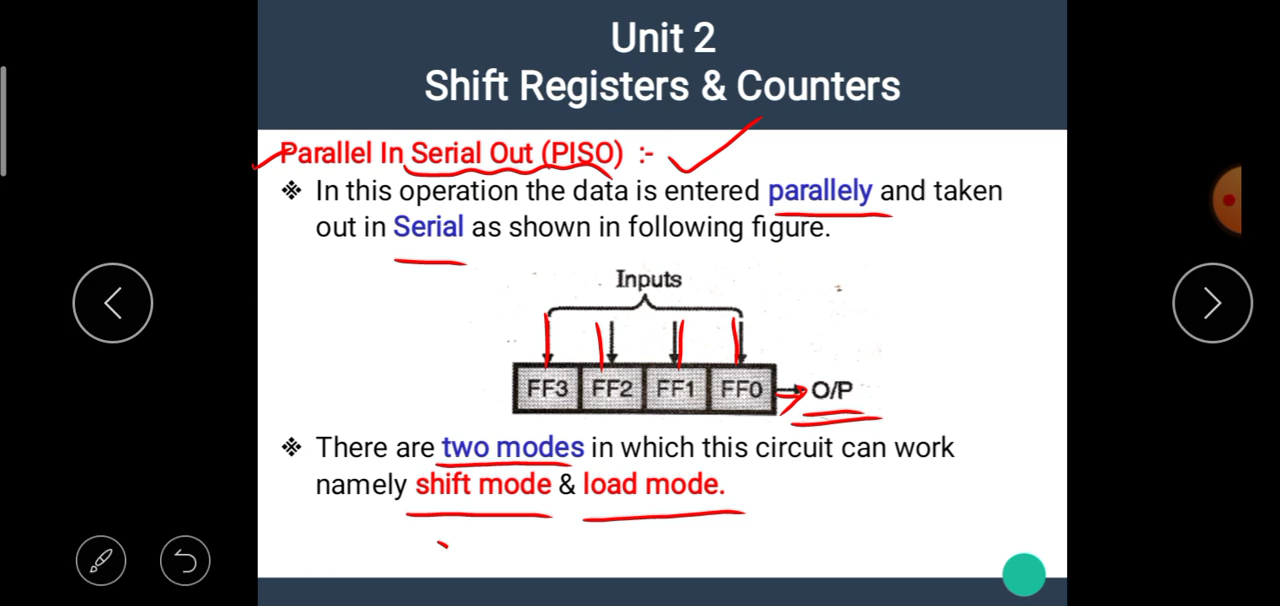 Unit 2
Shift Registers & Counters
Parallel In Serial Out (PISO) :-
❖ In this operation the data is entered parallely and taken
out in Serial as shown in following figure.
Inputs
FF3 FF2 FF1 FF0 O/P
❖ There are two modes in which this circuit can work
namely shift mode & load mode.